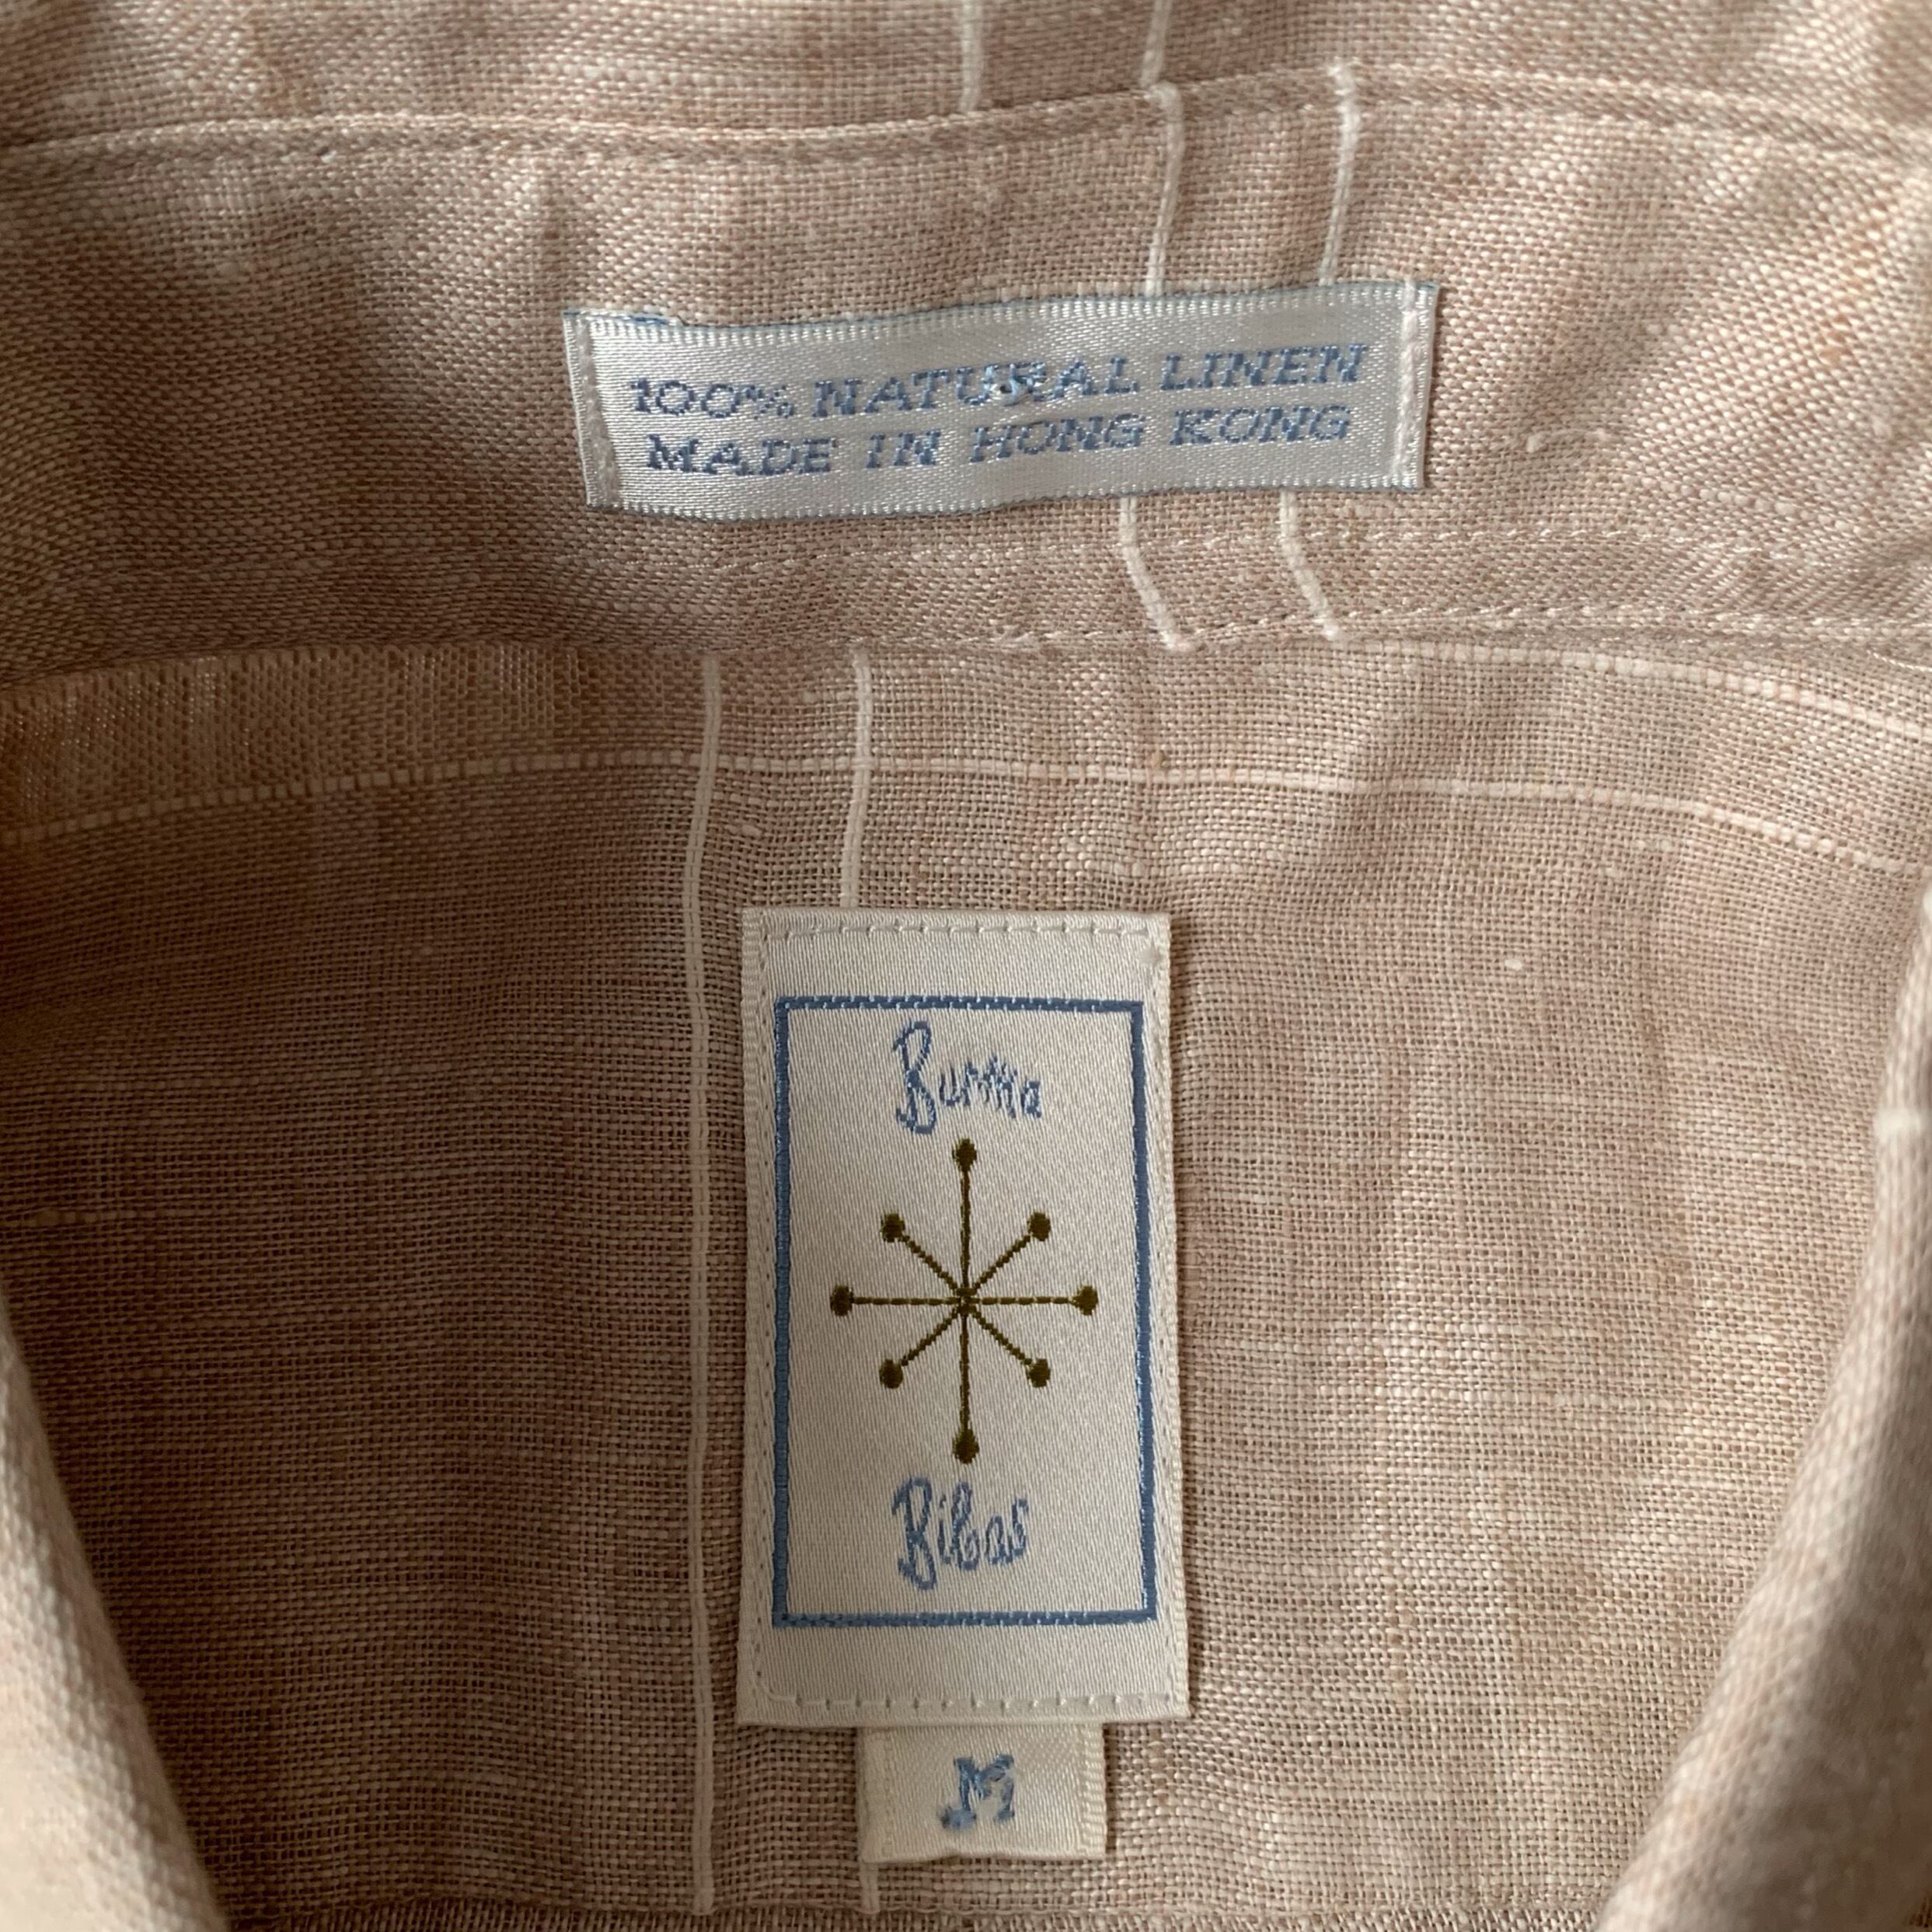 100% NATURAL LINEN
MADE IN HONG KONG
Burma
Bibas
M